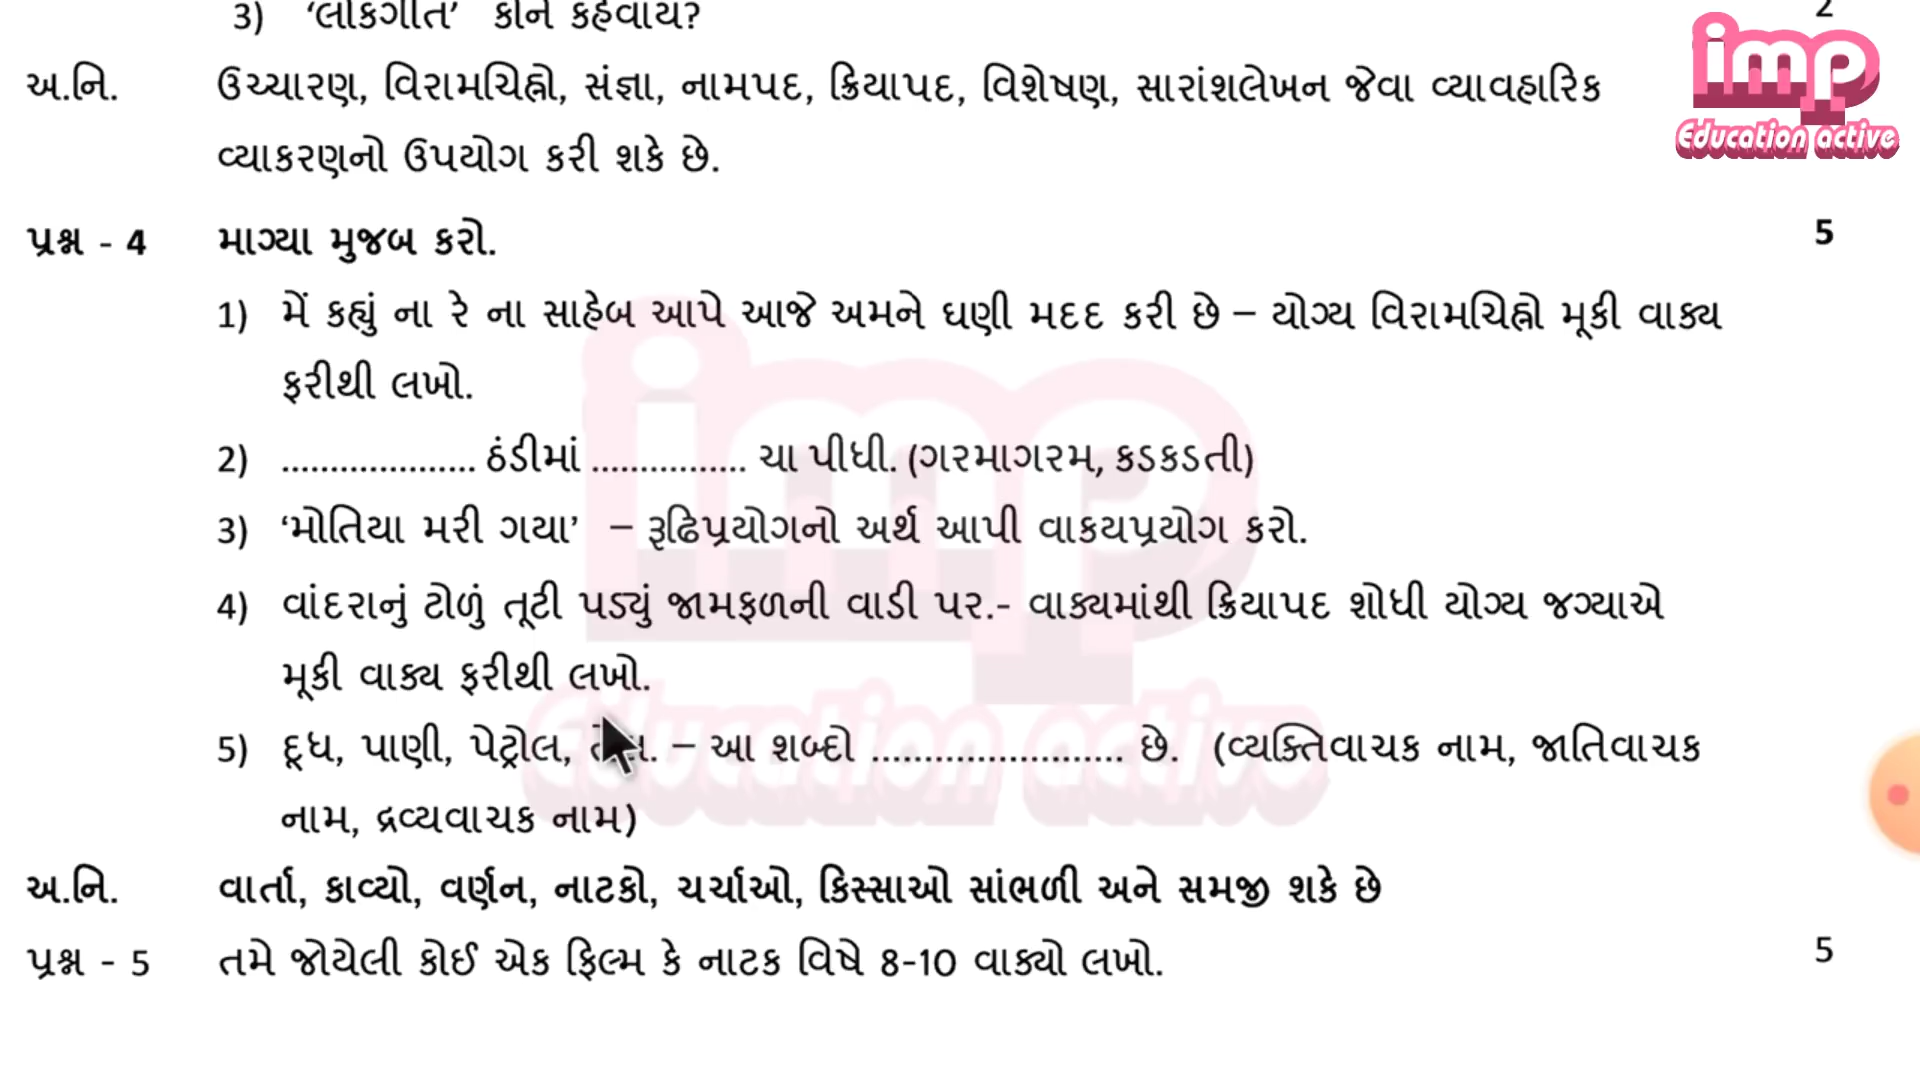 3) ‘લોકગીત’ કોને કહેવાય? 2
imp
Education active
અ.નિ. ઉચ્ચારણ, વિરામચિહ્નો, સંજ્ઞા, નામપદ, ક્રિયાપદ, વિશેષણ, સારાંશલેખન જેવા વ્યાવહારિક
વ્યાકરણનો ઉપયોગ કરી શકે છે.
પ્રશ્ન - 4 માગ્યા મુજબ કરો. 5
1) મેં કહ્યું ના રે ના સાહેબ આપે આજે અમને ઘણી મદદ કરી છે – યોગ્ય વિરામચિહ્નો મૂકી વાક્ય
ફરીથી લખો.
2) .................... ઠંડીમાં ................ ચા પીધી. (ગરમાગરમ, કડકડતી)
3) ‘મોતિયા મરી ગયા’ – રૂઢિપ્રયોગનો અર્થ આપી વાકયપ્રયોગ કરો.
4) વાંદરાનું ટોળું તૂટી પડ્યું જામફળની વાડી પર.- વાક્યમાંથી ક્રિયાપદ શોધી યોગ્ય જગ્યાએ
મૂકી વાક્ય ફરીથી લખો.
5) દૂધ, પાણી, પેટ્રોલ, – આ શબ્દો .......................... છે. (વ્યક્તિવાચક નામ, જાતિવાચક
નામ, દ્રવ્યવાચક નામ)
અ.નિ. વાર્તા, કાવ્યો, વર્ણન, નાટકો, ચર્ચાઓ, કિસ્સાઓ સાંભળી અને સમજી શકે છે
પ્રશ્ન - 5 તમે જોયેલી કોઈ એક ફિલ્મ કે નાટક વિષે 8-10 વાક્યો લખો. 5
imp
Education active